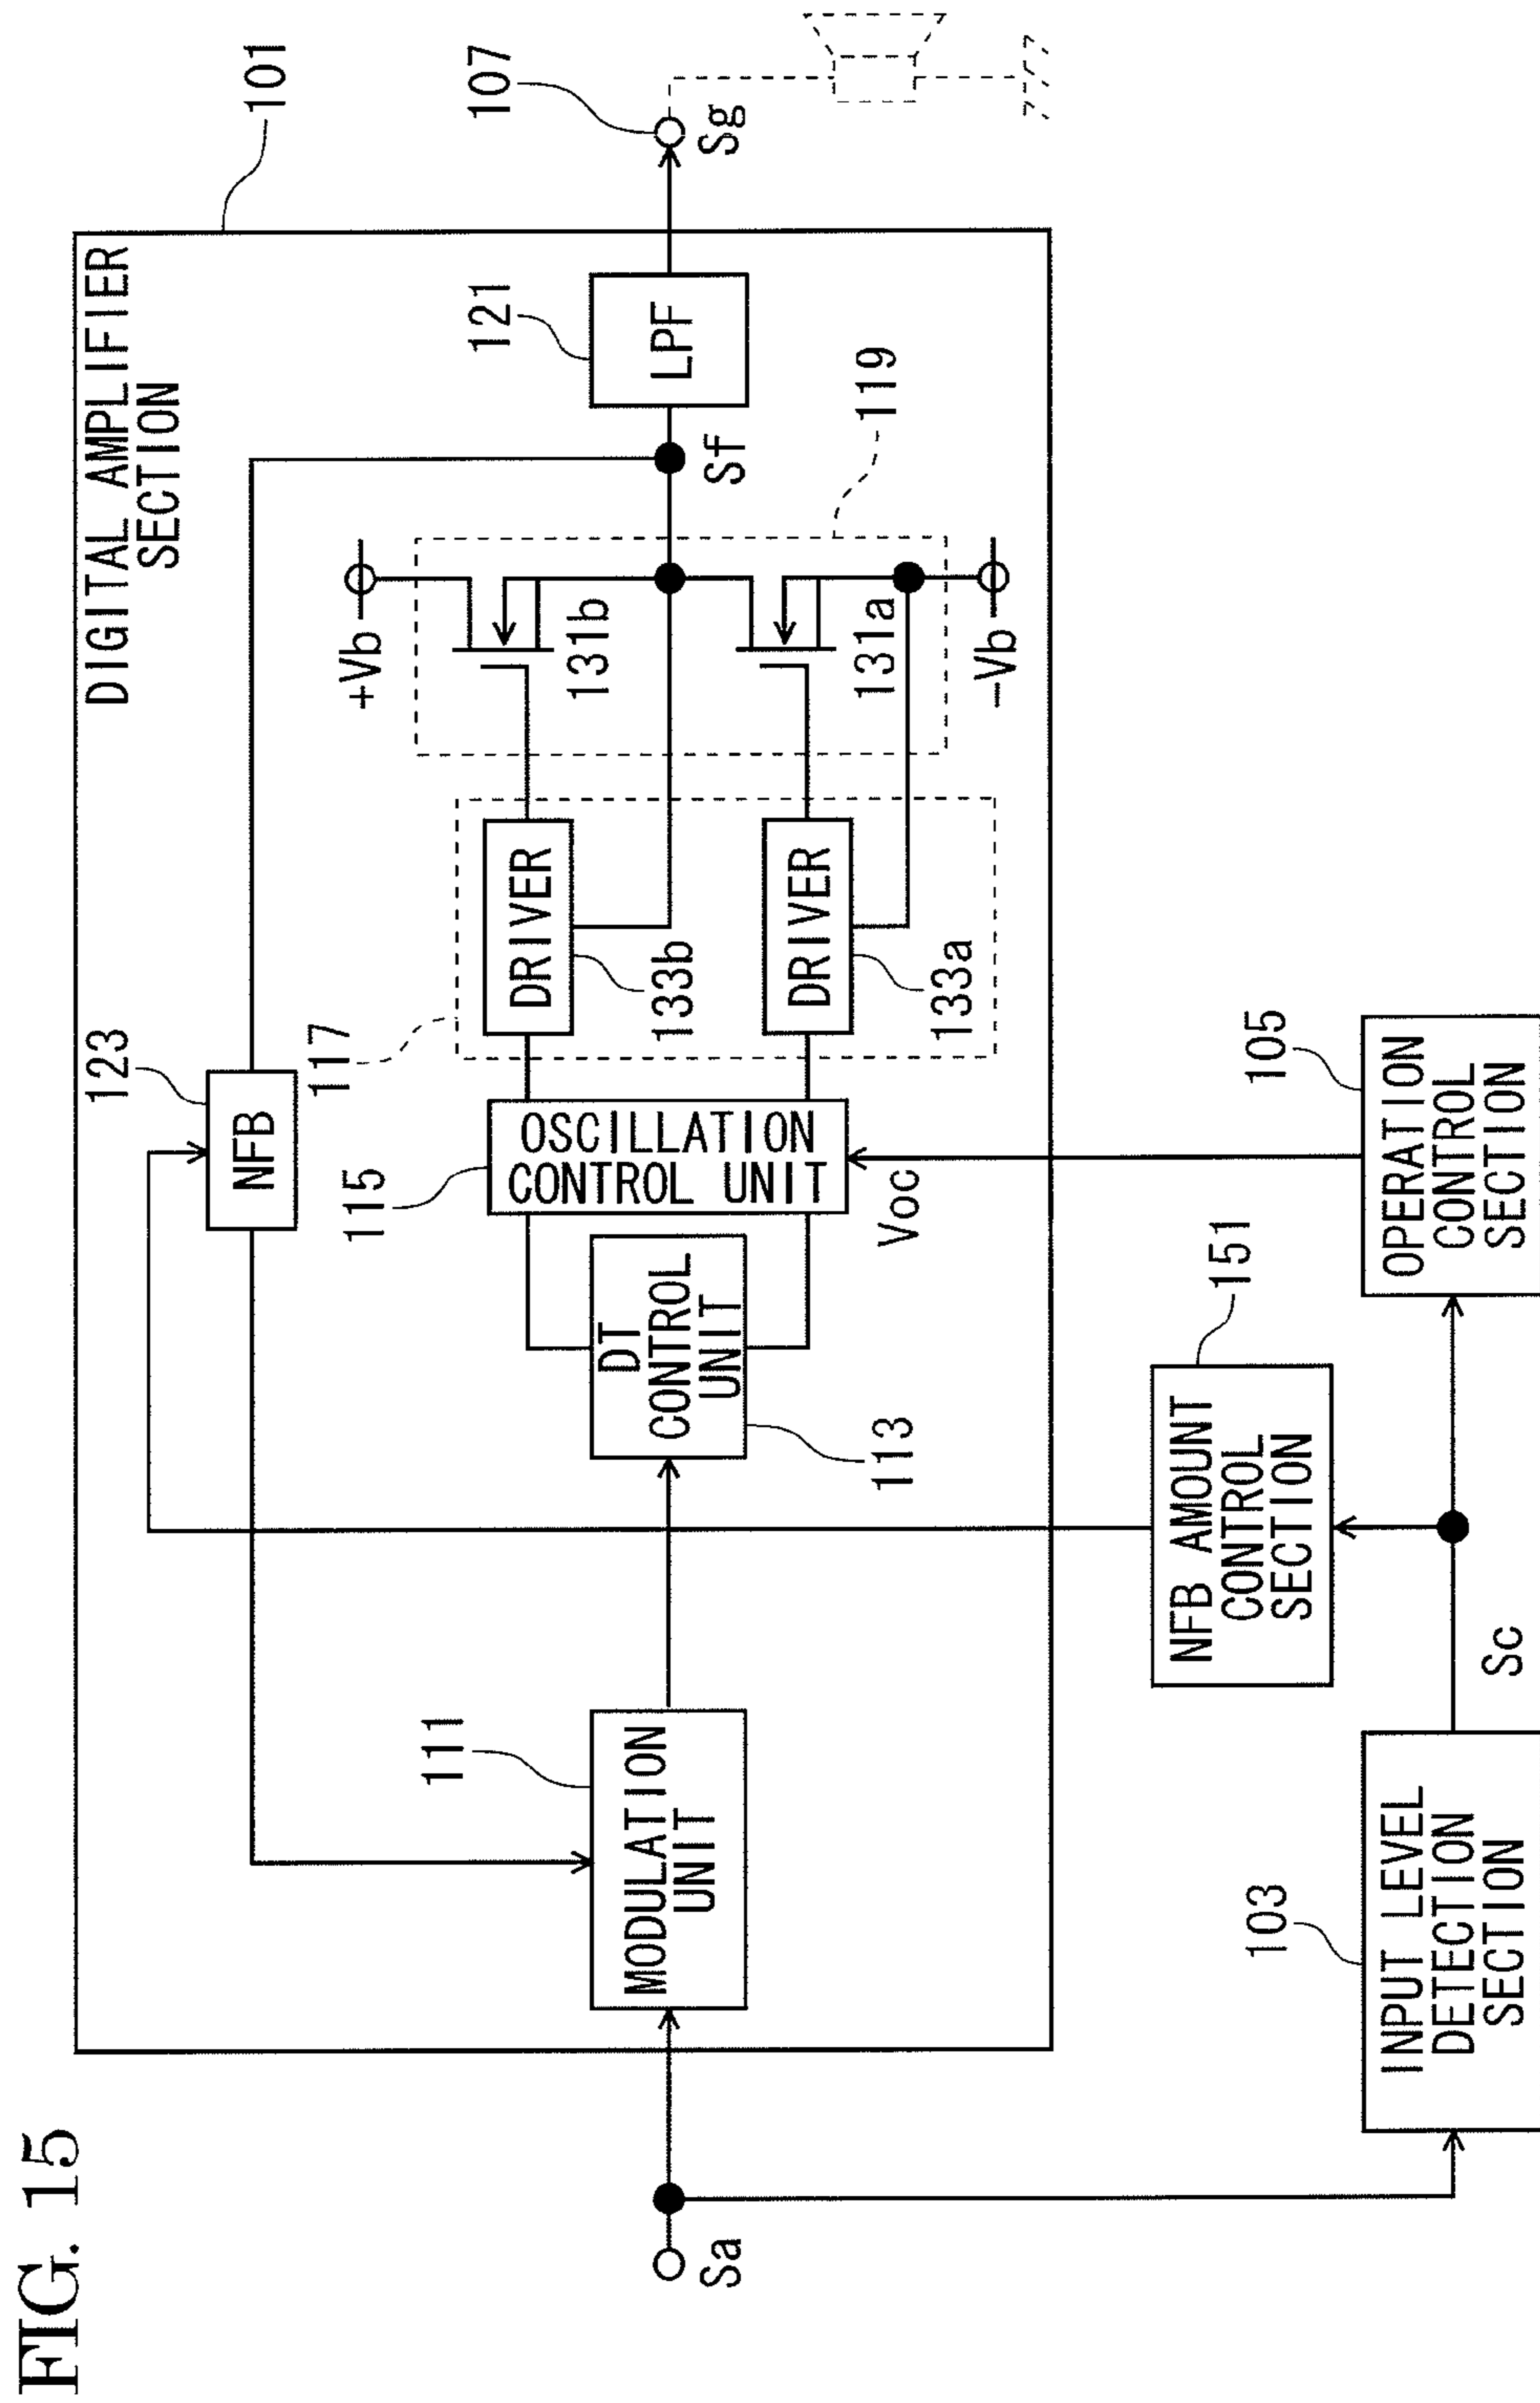 FIG. 15
DIGITAL AMPLIFIER
SECTION
101
107
Sg
123
NFB
121
LPF
Sf
119
+Vb
131b
131a
-Vb
117
DRIVER
133b
DRIVER
133a
115
OSCILLATION
CONTROL UNIT
Voc
DT
CONTROL
UNIT
113
111
MODULATION
UNIT
Sa
NFB AMOUNT
CONTROL
SECTION
151
105
OPERATION
CONTROL
SECTION
103
INPUT LEVEL
DETECTION
SECTION
Sc